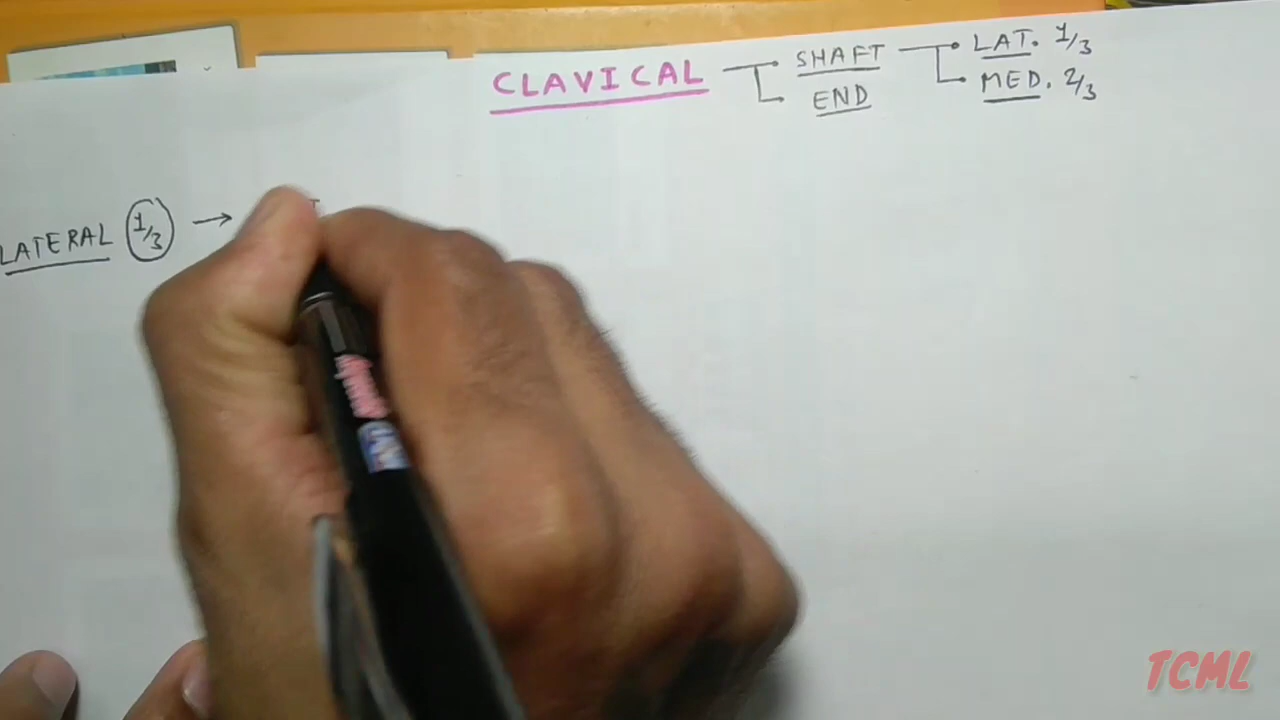 CLAVICAL SHAFT LAT. 1/3
END MED. 2/3
LATERAL 1/3 →
TCML